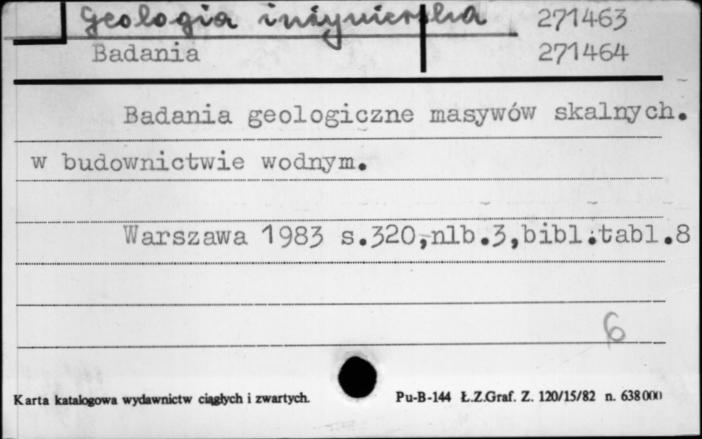 Geologia inżynierska 271463
Badania 271464
Badania geologiczne masywów skalnych.
w budownictwie wodnym.
Warszawa 1983 s.320,nlb.3,bibl.tabl.8
6
Karta katalogowa wydawnictw ciągłych i zwartych. Pu-B-144 Ł.Z.Graf. Z. 120/15/82 n. 638000